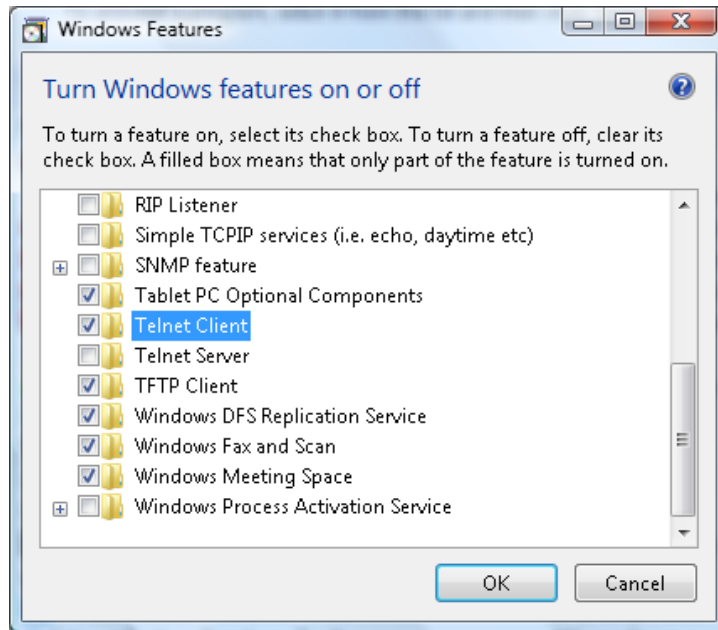 Windows Features
Turn Windows features on or off
To turn a feature on, select its check box. To turn a feature off, clear its
check box. A filled box means that only part of the feature is turned on.
RIP Listener
Simple TCPIP services (i.e. echo, daytime etc)
SNMP feature
Tablet PC Optional Components
Telnet Client
Telnet Server
TFTP Client
Windows DFS Replication Service
Windows Fax and Scan
Windows Meeting Space
Windows Process Activation Service
OK
Cancel